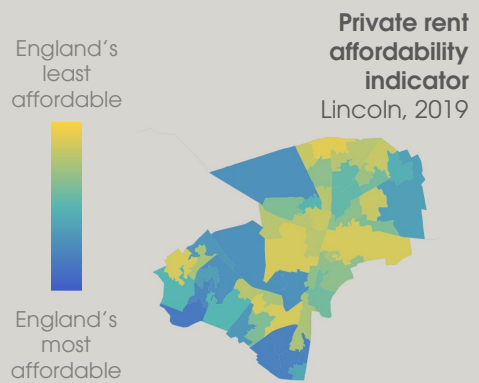 Private rent
affordability
indicator
Lincoln, 2019
England's
least
affordable
England's
most
affordable